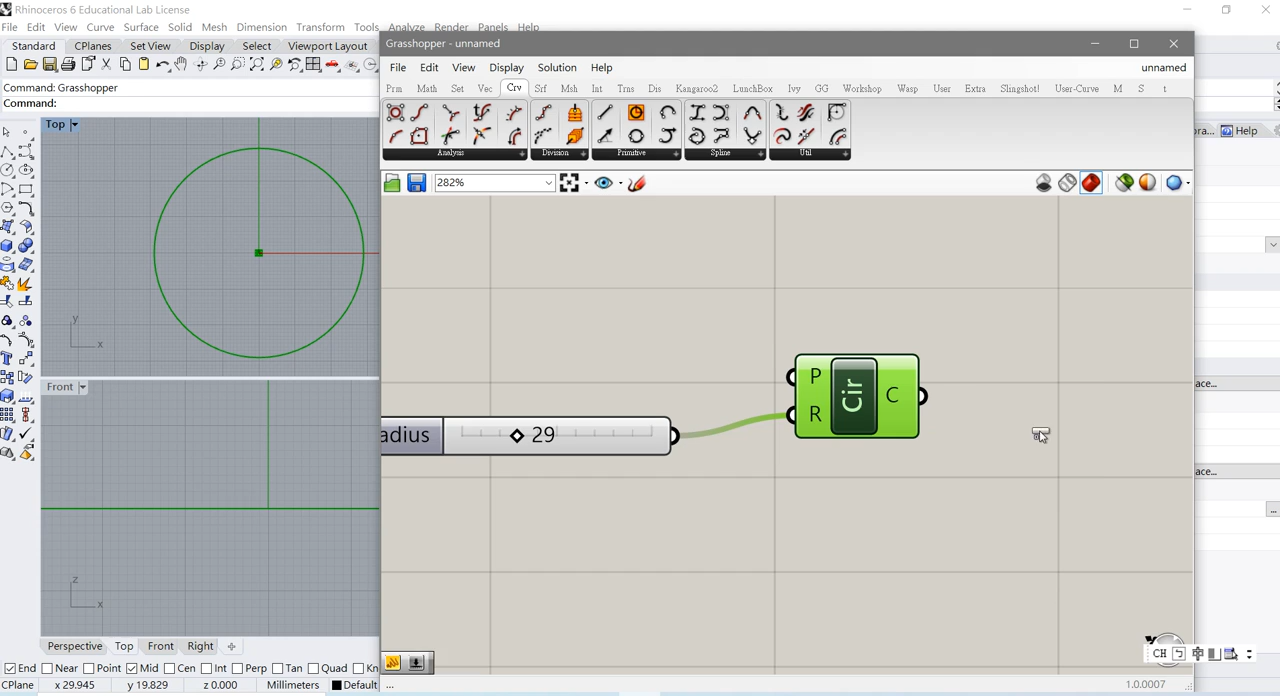 Rhinoceros 6 Educational Lab License
File Edit View Curve Surface Solid Mesh Dimension Transform Tools Analyze Render Panels Help
Standard CPlanes Set View Display Select Viewport Layout
Command: Grasshopper
Command:
Grasshopper - unnamed
File Edit View Display Solution Help unnamed
Prm Math Set Vec Crv Srf Msh Int Trns Dis Kangaroo2 LunchBox Ivy GG Workshop Wasp User Extra Slingshot! User-Curve M S t
Analysis Division Primitive Spline Util
282%
Help
Top
y
x
Front
z
x
adius 29
P
R
Cir
C
ace...
ace...
...
CH
Perspective Top Front Right
End Near Point Mid Cen Int Perp Tan Quad Kn
CPlane x 29.945 y 19.829 z 0.000 Millimeters Default
... 1.0.0007